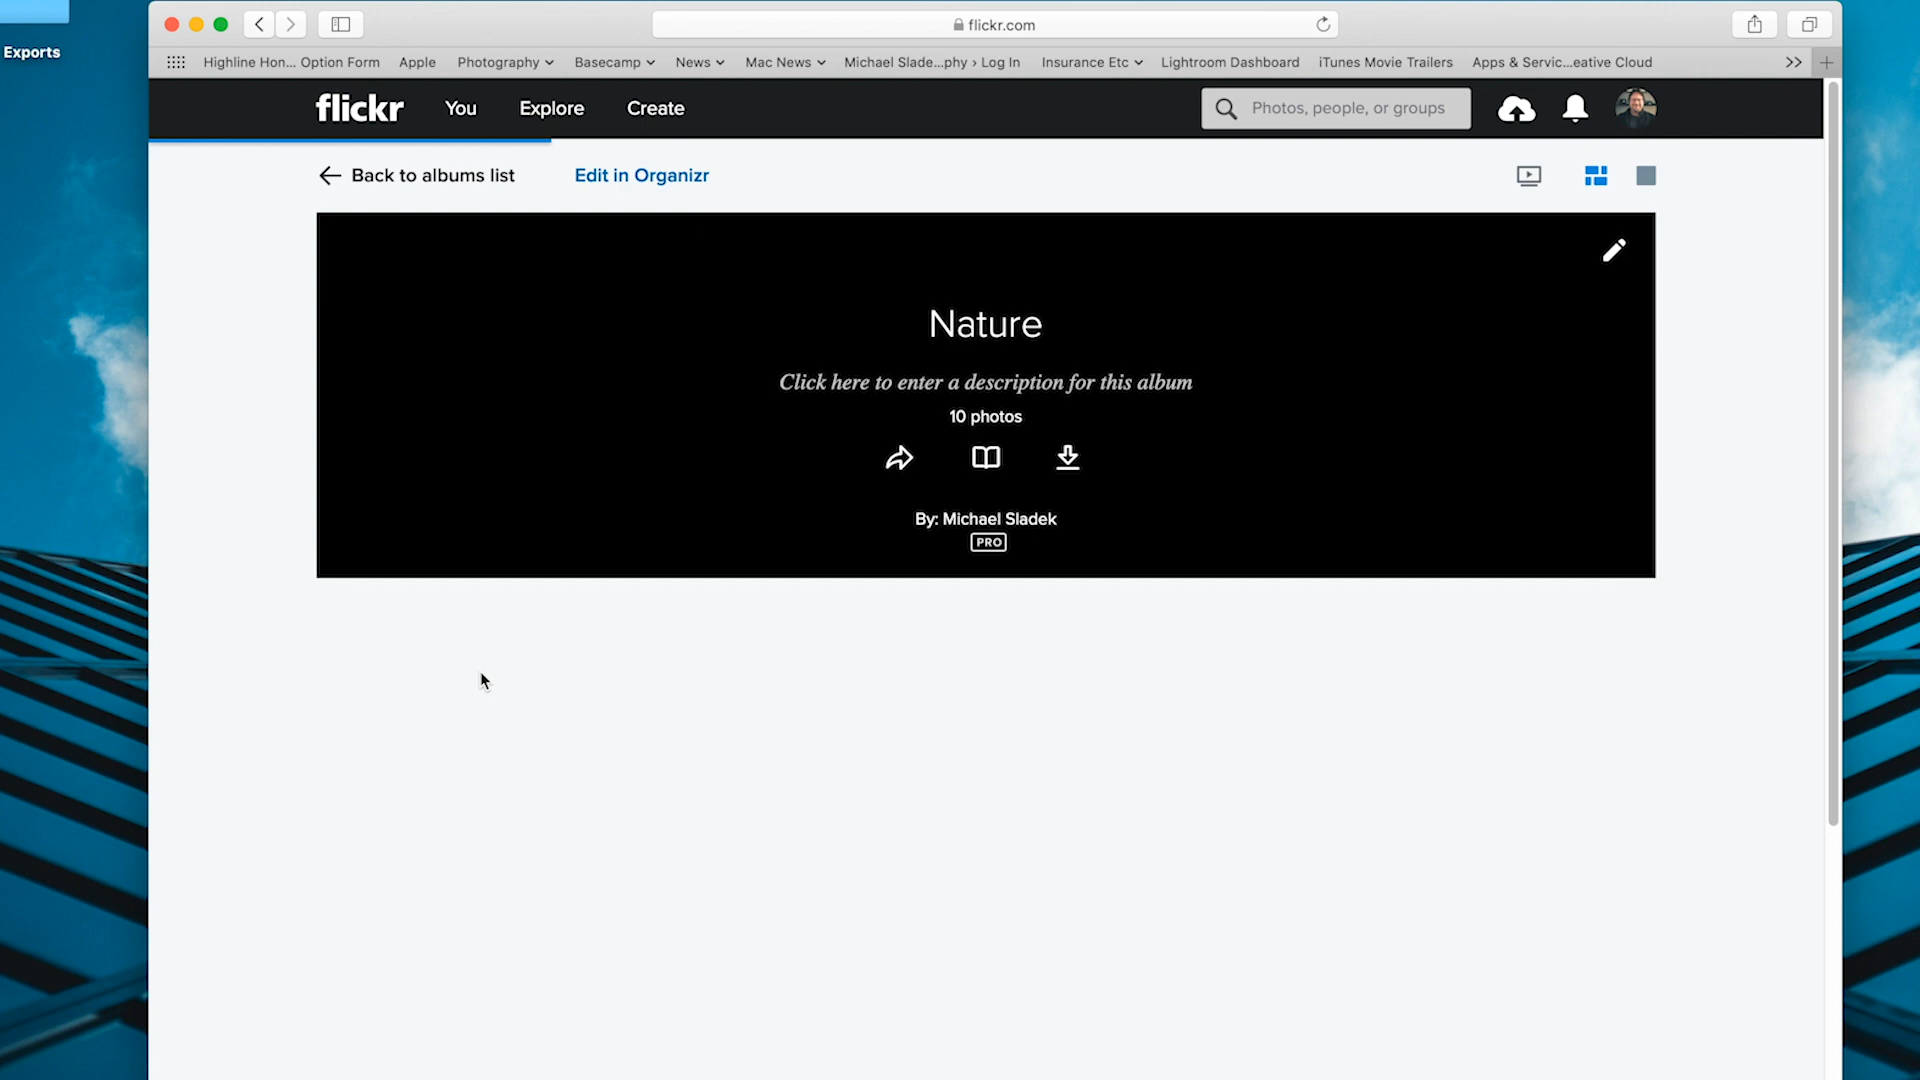 Exports
flickr.com
Highline Hon... Option Form Apple Photography Basecamp News Mac News Michael Slade...phy › Log In Insurance Etc Lightroom Dashboard iTunes Movie Trailers Apps & Servic...eative Cloud
flickr You Explore Create Photos, people, or groups
Back to albums list Edit in Organizr
Nature
Click here to enter a description for this album
10 photos
By: Michael Sladek
PRO